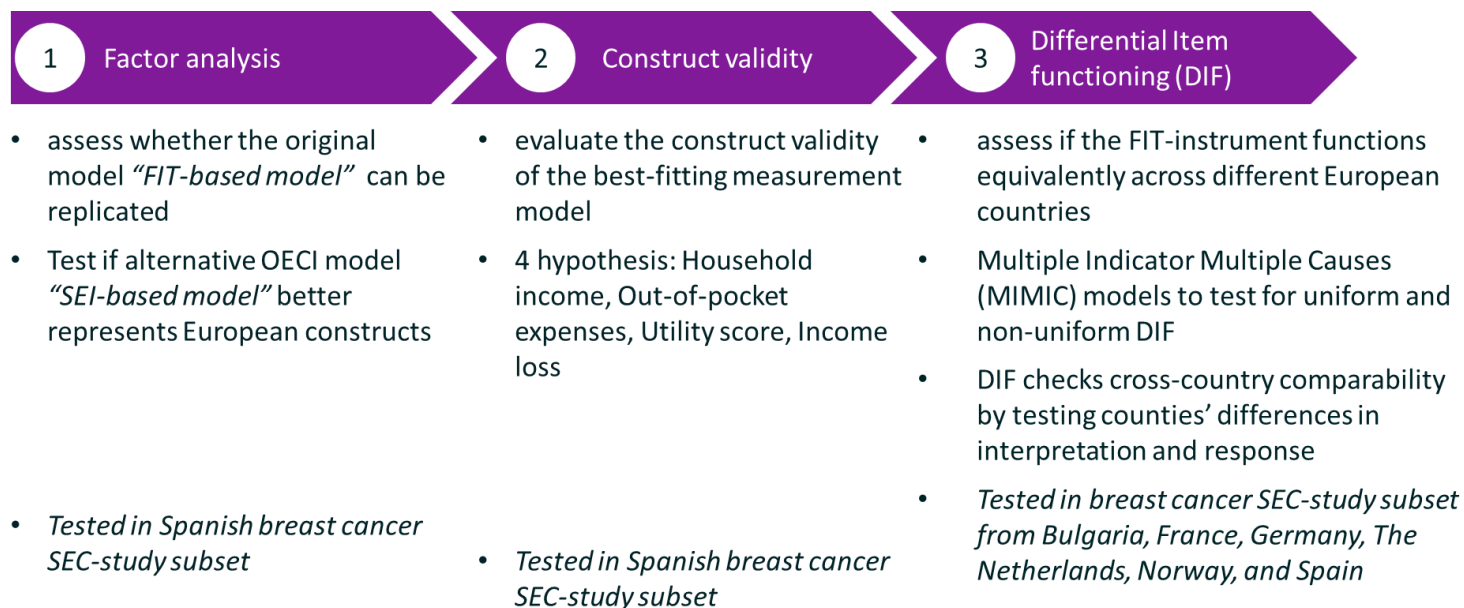 1 Factor analysis
• assess whether the original
model “FIT-based model” can be
replicated
• Test if alternative OECI model
“SEI-based model” better
represents European constructs
• Tested in Spanish breast cancer
SEC-study subset
2 Construct validity
• evaluate the construct validity
of the best-fitting measurement
model
• 4 hypothesis: Household
income, Out-of-pocket
expenses, Utility score, Income
loss
• Tested in Spanish breast cancer
SEC-study subset
3 Differential Item
functioning (DIF)
• assess if the FIT-instrument functions
equivalently across different European
countries
• Multiple Indicator Multiple Causes
(MIMIC) models to test for uniform and
non-uniform DIF
• DIF checks cross-country comparability
by testing counties’ differences in
interpretation and response
• Tested in breast cancer SEC-study subset
from Bulgaria, France, Germany, The
Netherlands, Norway, and Spain